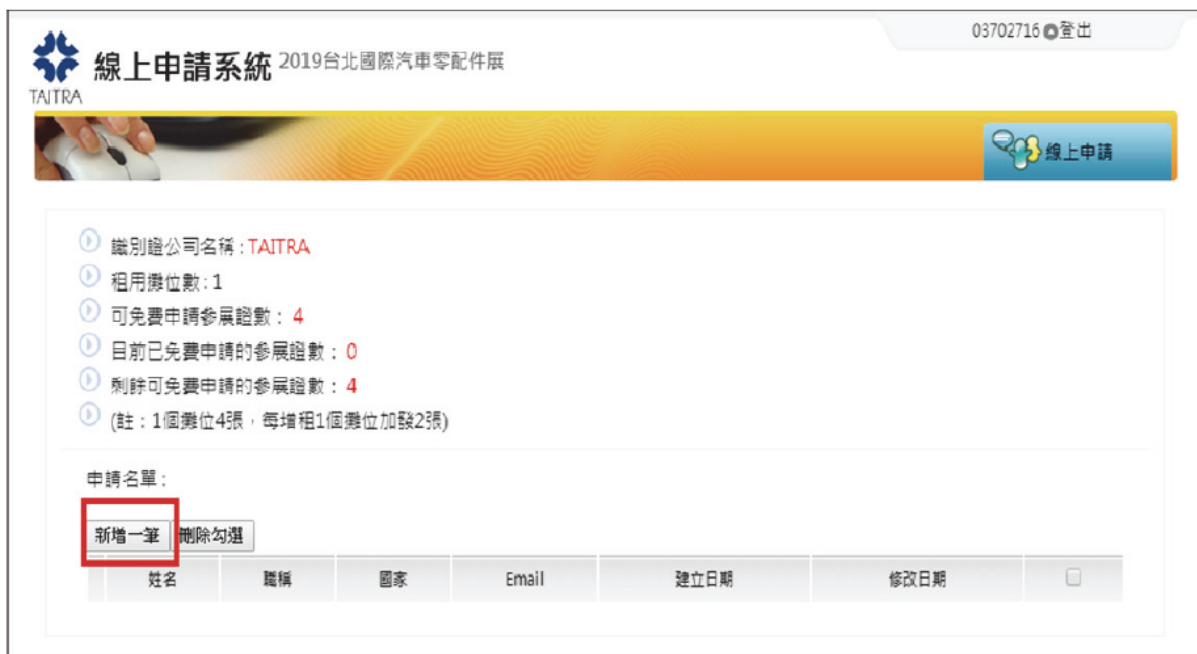 03702716 登出
線上申請系統 2019台北國際汽車零配件展
TAITRA
線上申請
識別證公司名稱 : TAITRA
租用攤位數 : 1
可免費申請參展證數 : 4
目前已免費申請的參展證數 : 0
剩餘可免費申請的參展證數 : 4
(註 : 1個攤位4張,每增租1個攤位加發2張)
申請名單 :
新增一筆 刪除勾選
姓名 職稱 國家 Email 建立日期 修改日期